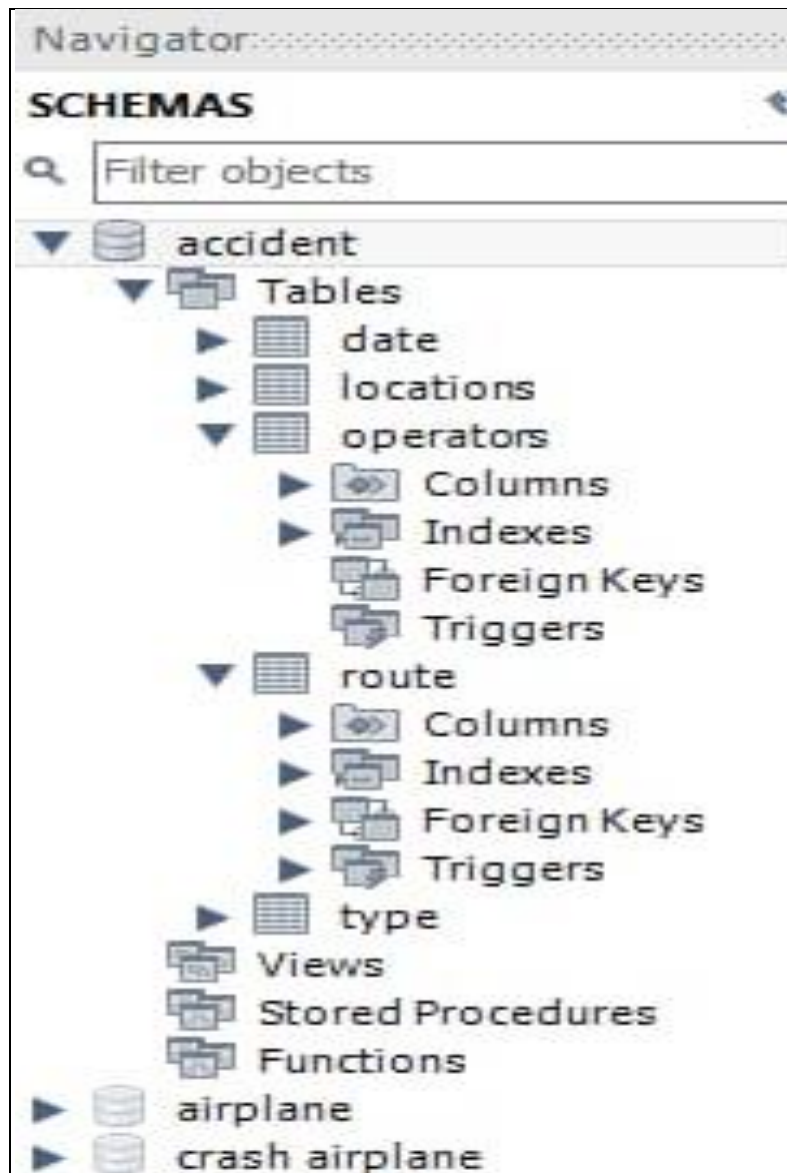 Navigator
SCHEMAS
Filter objects
accident
Tables
date
locations
operators
Columns
Indexes
Foreign Keys
Triggers
route
Columns
Indexes
Foreign Keys
Triggers
type
Views
Stored Procedures
Functions
airplane
crash airplane